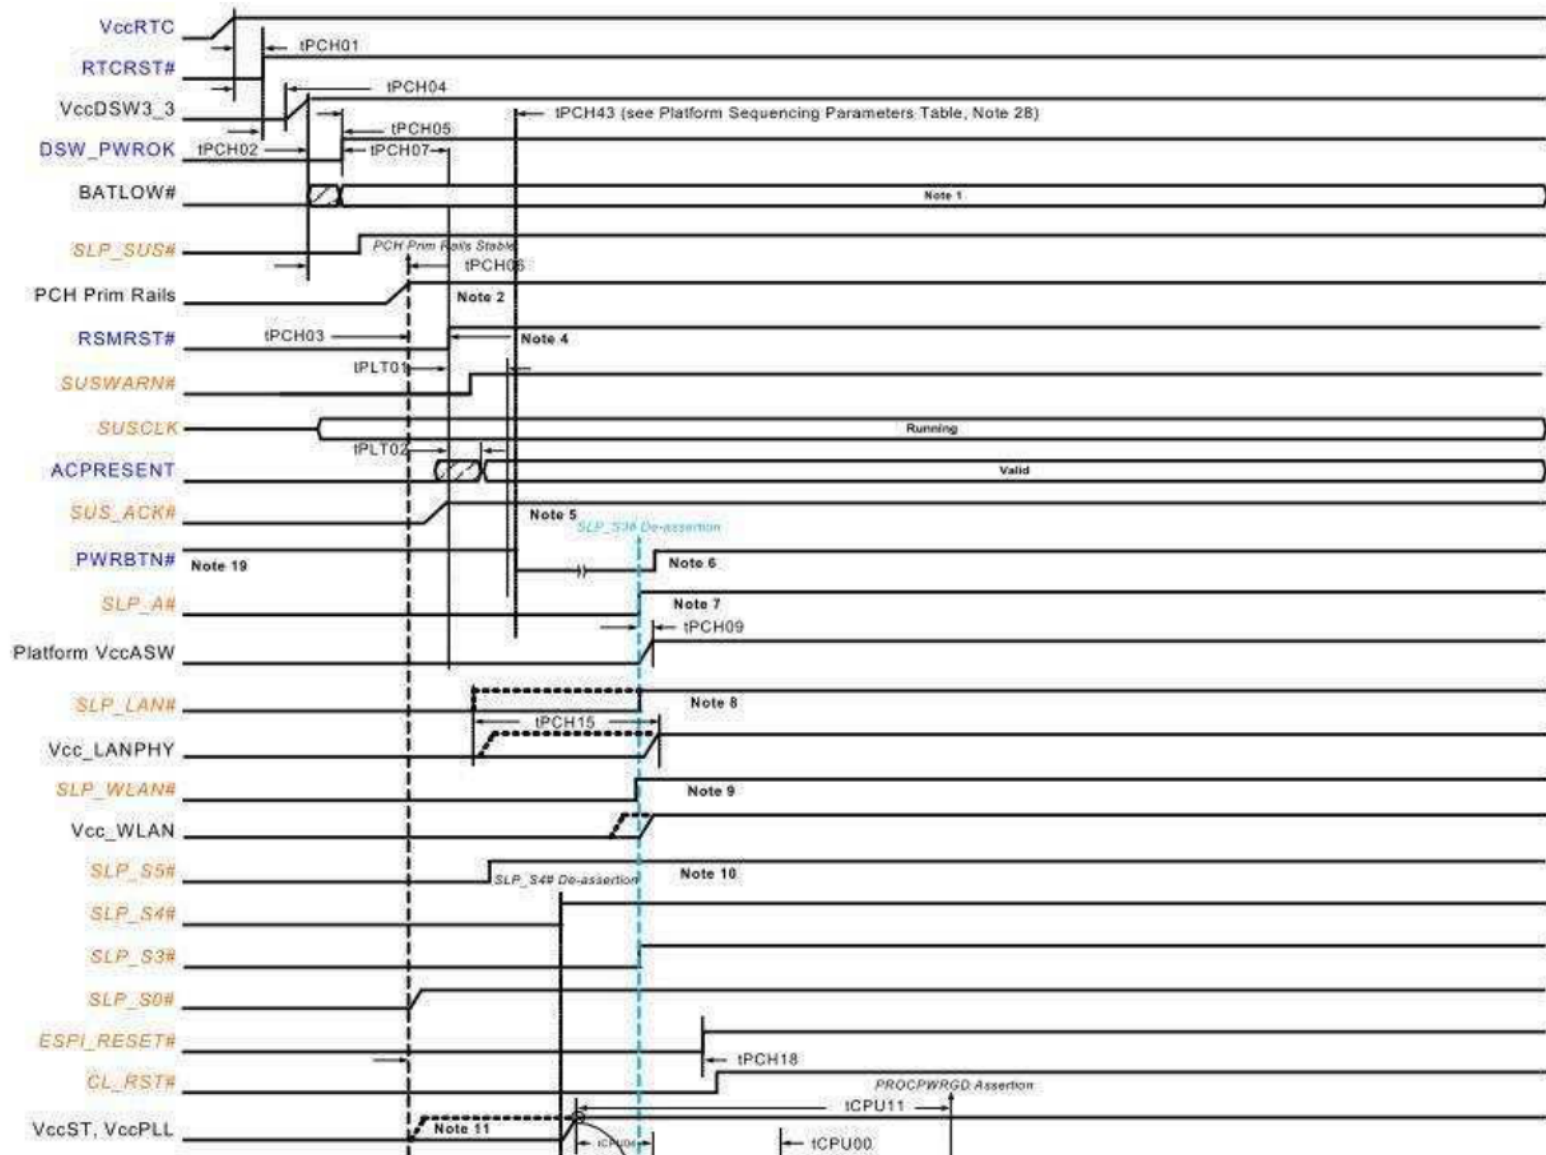 VccRTC
tPCH01
RTCRST#
tPCH04
VccDSW3_3
tPCH43 (see Platform Sequencing Parameters Table, Note 28)
tPCH05
DSW_PWROK tPCH02 tPCH07
BATLOW# Note 1
SLP_SUS# PCH Prim Rails Stable
tPCH06
PCH Prim Rails Note 2
RSMRST# tPCH03 Note 4
tPLT01
SUSWARN#
SUSCLK Running
tPLT02
ACPRESENT Valid
SUS_ACK# Note 5
SLP_S3# De-assertion
PWRBTN# Note 19 Note 6
SLP_A# Note 7
tPCH09
Platform VccASW
SLP_LAN# Note 8
tPCH15
Vcc_LANPHY
SLP_WLAN# Note 9
Vcc_WLAN
SLP_S5# Note 10
SLP_S4# De-assertion
SLP_S4#
SLP_S3#
SLP_S0#
ESPI_RESET#
tPCH18
CL_RST# PROCPWRGD Assertion
tCPU11
VccST, VccPLL Note 11
tCPU00